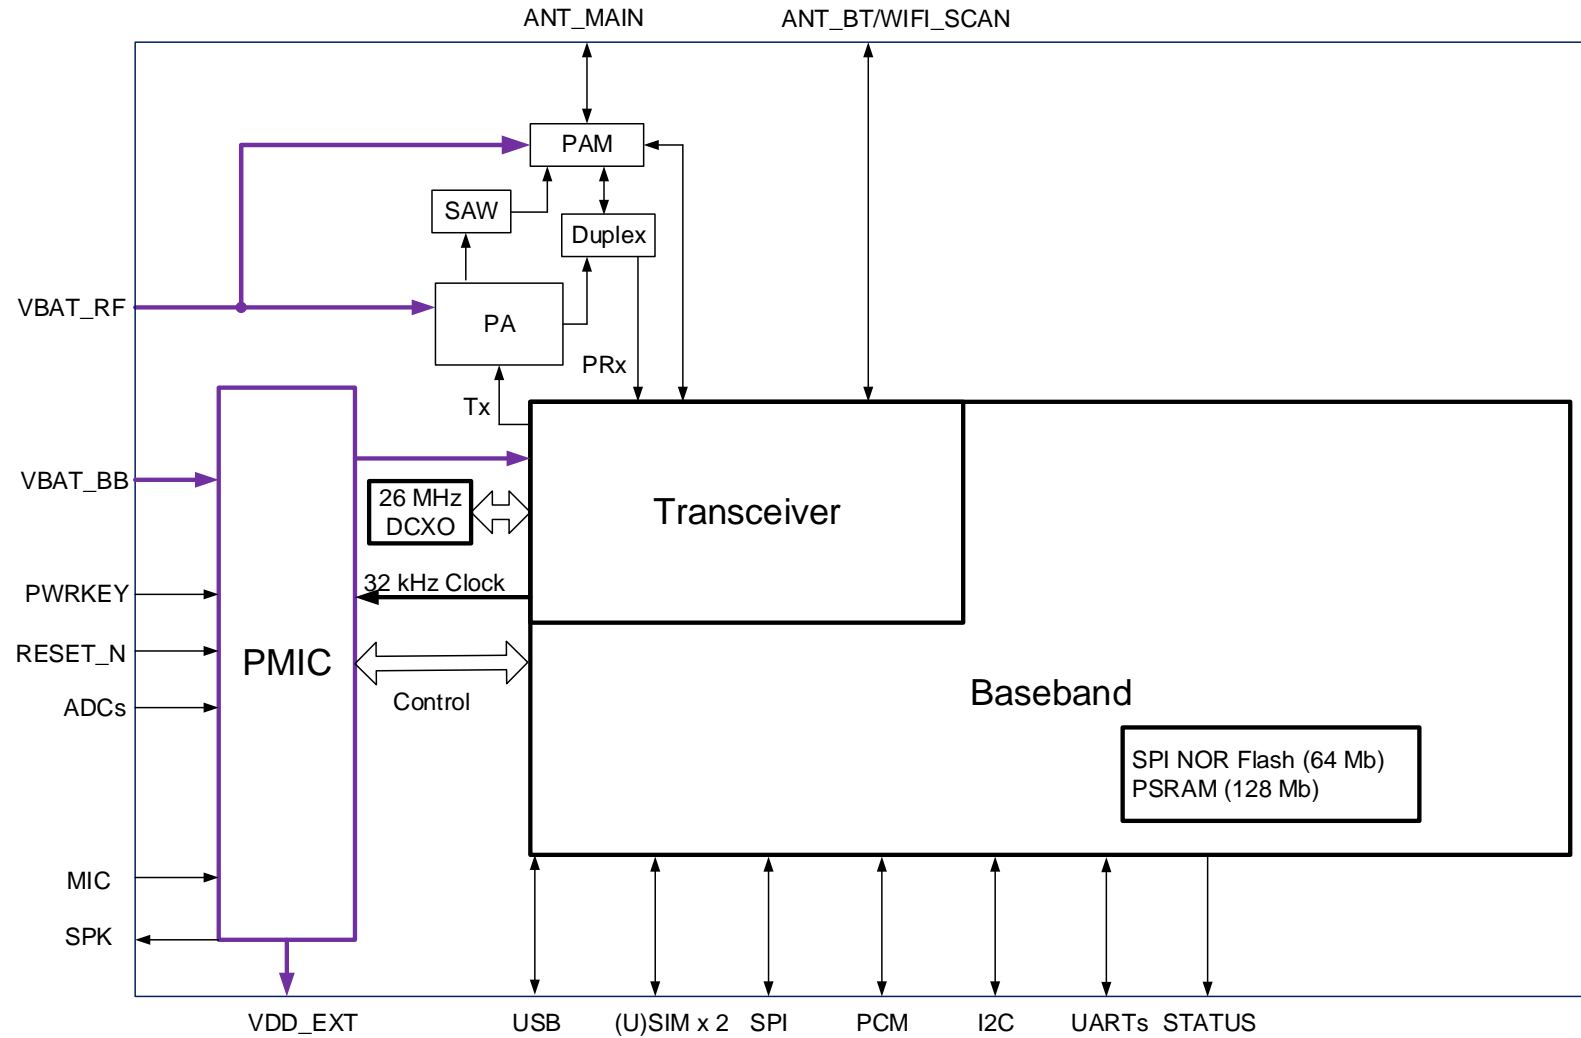 ANT_MAIN
ANT_BT/WIFI_SCAN
PAM
SAW
Duplex
VBAT_RF
PA
PRx
Tx
VBAT_BB
26 MHz
DCXO
Transceiver
32 kHz Clock
PWRKEY
RESET_N
PMIC
ADCs
Control
Baseband
SPI NOR Flash (64 Mb)
PSRAM (128 Mb)
MIC
SPK
VDD_EXT
USB
(U)SIM x 2
SPI
PCM
I2C
UARTs
STATUS